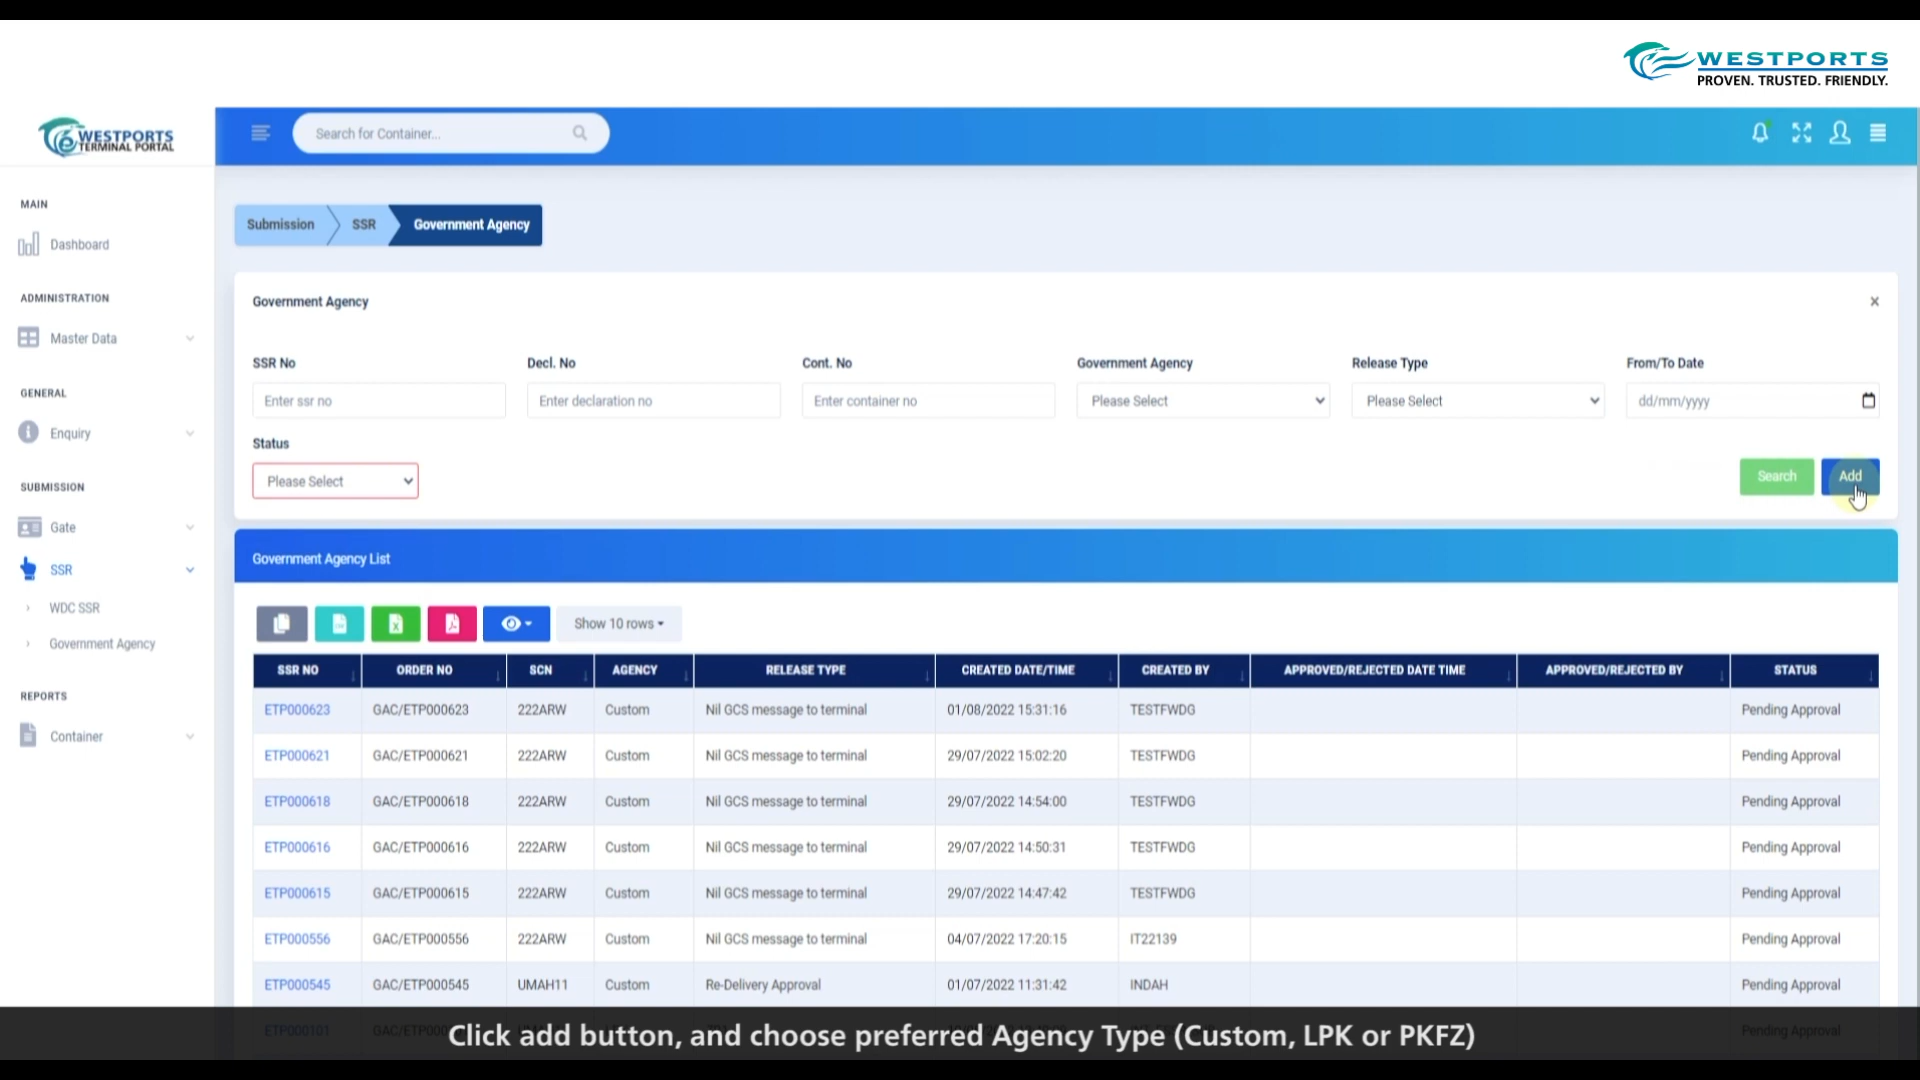 WESTPORTS
PROVEN. TRUSTED. FRIENDLY.
WESTPORTS
TERMINAL PORTAL
Search for Container...
MAIN
Dashboard
ADMINISTRATION
Master Data
GENERAL
Enquiry
SUBMISSION
Gate
SSR
WDC SSR
Government Agency
REPORTS
Container
Submission SSR Government Agency
Government Agency ×
SSR No Decl. No Cont. No Government Agency Release Type From/To Date
Enter ssr no Enter declaration no Enter container no Please Select Please Select dd/mm/yyyy
Status
Please Select Search Add
Government Agency List
Show 10 rows
SSR NO ORDER NO SCN AGENCY RELEASE TYPE CREATED DATE/TIME CREATED BY APPROVED/REJECTED DATE TIME APPROVED/REJECTED BY STATUS
ETP000623 GAC/ETP000623 222ARW Custom Nil GCS message to terminal 01/08/2022 15:31:16 TESTFWDG Pending Approval
ETP000621 GAC/ETP000621 222ARW Custom Nil GCS message to terminal 29/07/2022 15:02:20 TESTFWDG Pending Approval
ETP000618 GAC/ETP000618 222ARW Custom Nil GCS message to terminal 29/07/2022 14:54:00 TESTFWDG Pending Approval
ETP000616 GAC/ETP000616 222ARW Custom Nil GCS message to terminal 29/07/2022 14:50:31 TESTFWDG Pending Approval
ETP000615 GAC/ETP000615 222ARW Custom Nil GCS message to terminal 29/07/2022 14:47:42 TESTFWDG Pending Approval
ETP000556 GAC/ETP000556 222ARW Custom Nil GCS message to terminal 04/07/2022 17:20:15 IT22139 Pending Approval
ETP000545 GAC/ETP000545 UMAH11 Custom Re-Delivery Approval 01/07/2022 11:31:42 INDAH Pending Approval
ETP000101 Pending Approval
Click add button, and choose preferred Agency Type (Custom, LPK or PKFZ)